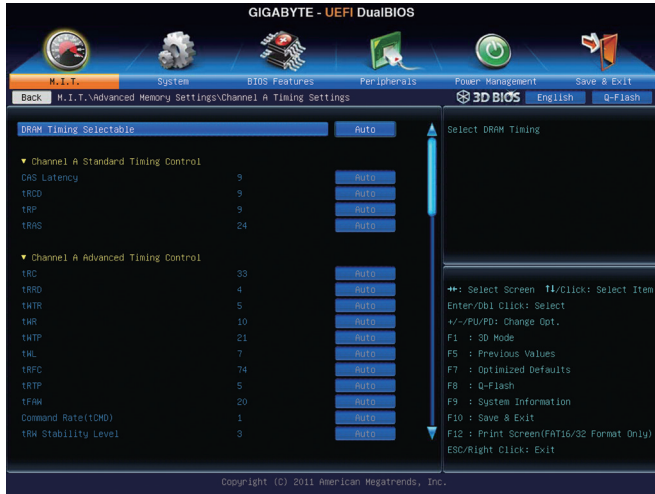 GIGABYTE - UEFI DualBIOS
M.I.T. System BIOS Features Peripherals Power Management Save & Exit
Back M.I.T.\Advanced Memory Settings\Channel A Timing Settings 3D BIOS English Q-Flash
DRAM Timing Selectable Auto
Select DRAM Timing
▼ Channel A Standard Timing Control
CAS Latency 9 Auto
tRCD 9 Auto
tRP 9 Auto
tRAS 24 Auto
▼ Channel A Advanced Timing Control
tRC 33 Auto
tRRD 4 Auto
tWTR 5 Auto
tWR 10 Auto
tWTP 21 Auto
tWL 7 Auto
tRFC 74 Auto
tRTP 5 Auto
tFAW 20 Auto
Command Rate(tCMD) 1 Auto
tRW Stability Level 3 Auto
→←: Select Screen ↑↓/Click: Select Item
Enter/Dbl Click: Select
+/-/PU/PD: Change Opt.
F1 : 3D Mode
F5 : Previous Values
F7 : Optimized Defaults
F8 : Q-Flash
F9 : System Information
F10 : Save & Exit
F12 : Print Screen(FAT16/32 Format Only)
ESC/Right Click: Exit
Copyright (C) 2011 American Megatrends, Inc.